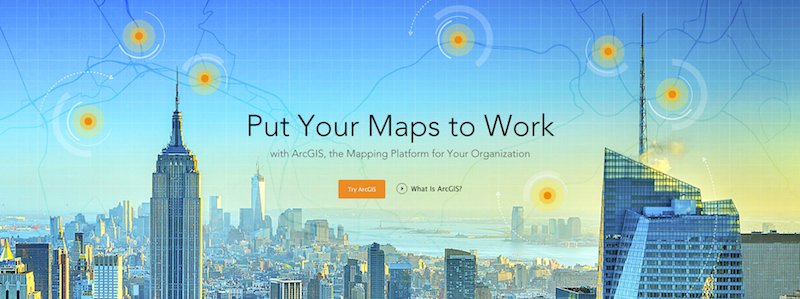 Put Your Maps to Work
with ArcGIS, the Mapping Platform for Your Organization
Try ArcGIS
What Is ArcGIS?